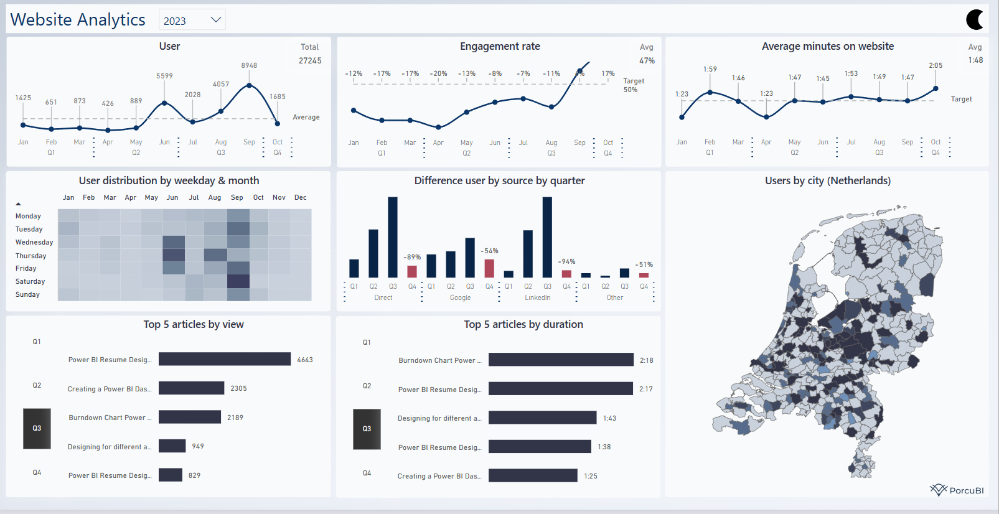 Website Analytics
2023
User
Total
27245
1425
651
873
426
889
5599
2028
4057
8948
1685
Average
Jan
Feb
Mar
Apr
May
Jun
Jul
Aug
Sep
Oct
Q1
Q2
Q3
Q4
Engagement rate
Avg
47%
-12%
-17%
-17%
-20%
-13%
-8%
-7%
-11%
17%
Target
50%
Jan
Feb
Mar
Apr
May
Jun
Jul
Aug
Sep
Oct
Q1
Q2
Q3
Q4
Average minutes on website
Avg
1:48
1:23
1:59
1:46
1:23
1:47
1:45
1:53
1:49
1:47
2:05
Target
Jan
Feb
Mar
Apr
May
Jun
Jul
Aug
Sep
Oct
Q1
Q2
Q3
Q4
User distribution by weekday & month
Jan Feb Mar Apr May Jun Jul Aug Sep Oct Nov Dec
Monday
Tuesday
Wednesday
Thursday
Friday
Saturday
Sunday
Difference user by source by quarter
-89%
-54%
-94%
-51%
Q1 Q2 Q3 Q4 Q1 Q2 Q3 Q4 Q1 Q2 Q3 Q4 Q1 Q2 Q3 Q4
Direct
Google
LinkedIn
Other
Users by city (Netherlands)
Top 5 articles by view
Q1
Q2
Q3
Q4
Power BI Resume Desig... 4643
Creating a Power BI Das... 2305
Burndown Chart Power ... 2189
Designing for different a... 949
Power BI Resume Desig... 829
Top 5 articles by duration
Q1
Q2
Q3
Q4
Burndown Chart Power ... 2:18
Power BI Resume Desig... 2:17
Designing for different a... 1:43
Power BI Resume Desig... 1:38
Creating a Power BI Das... 1:25
PorcuBI